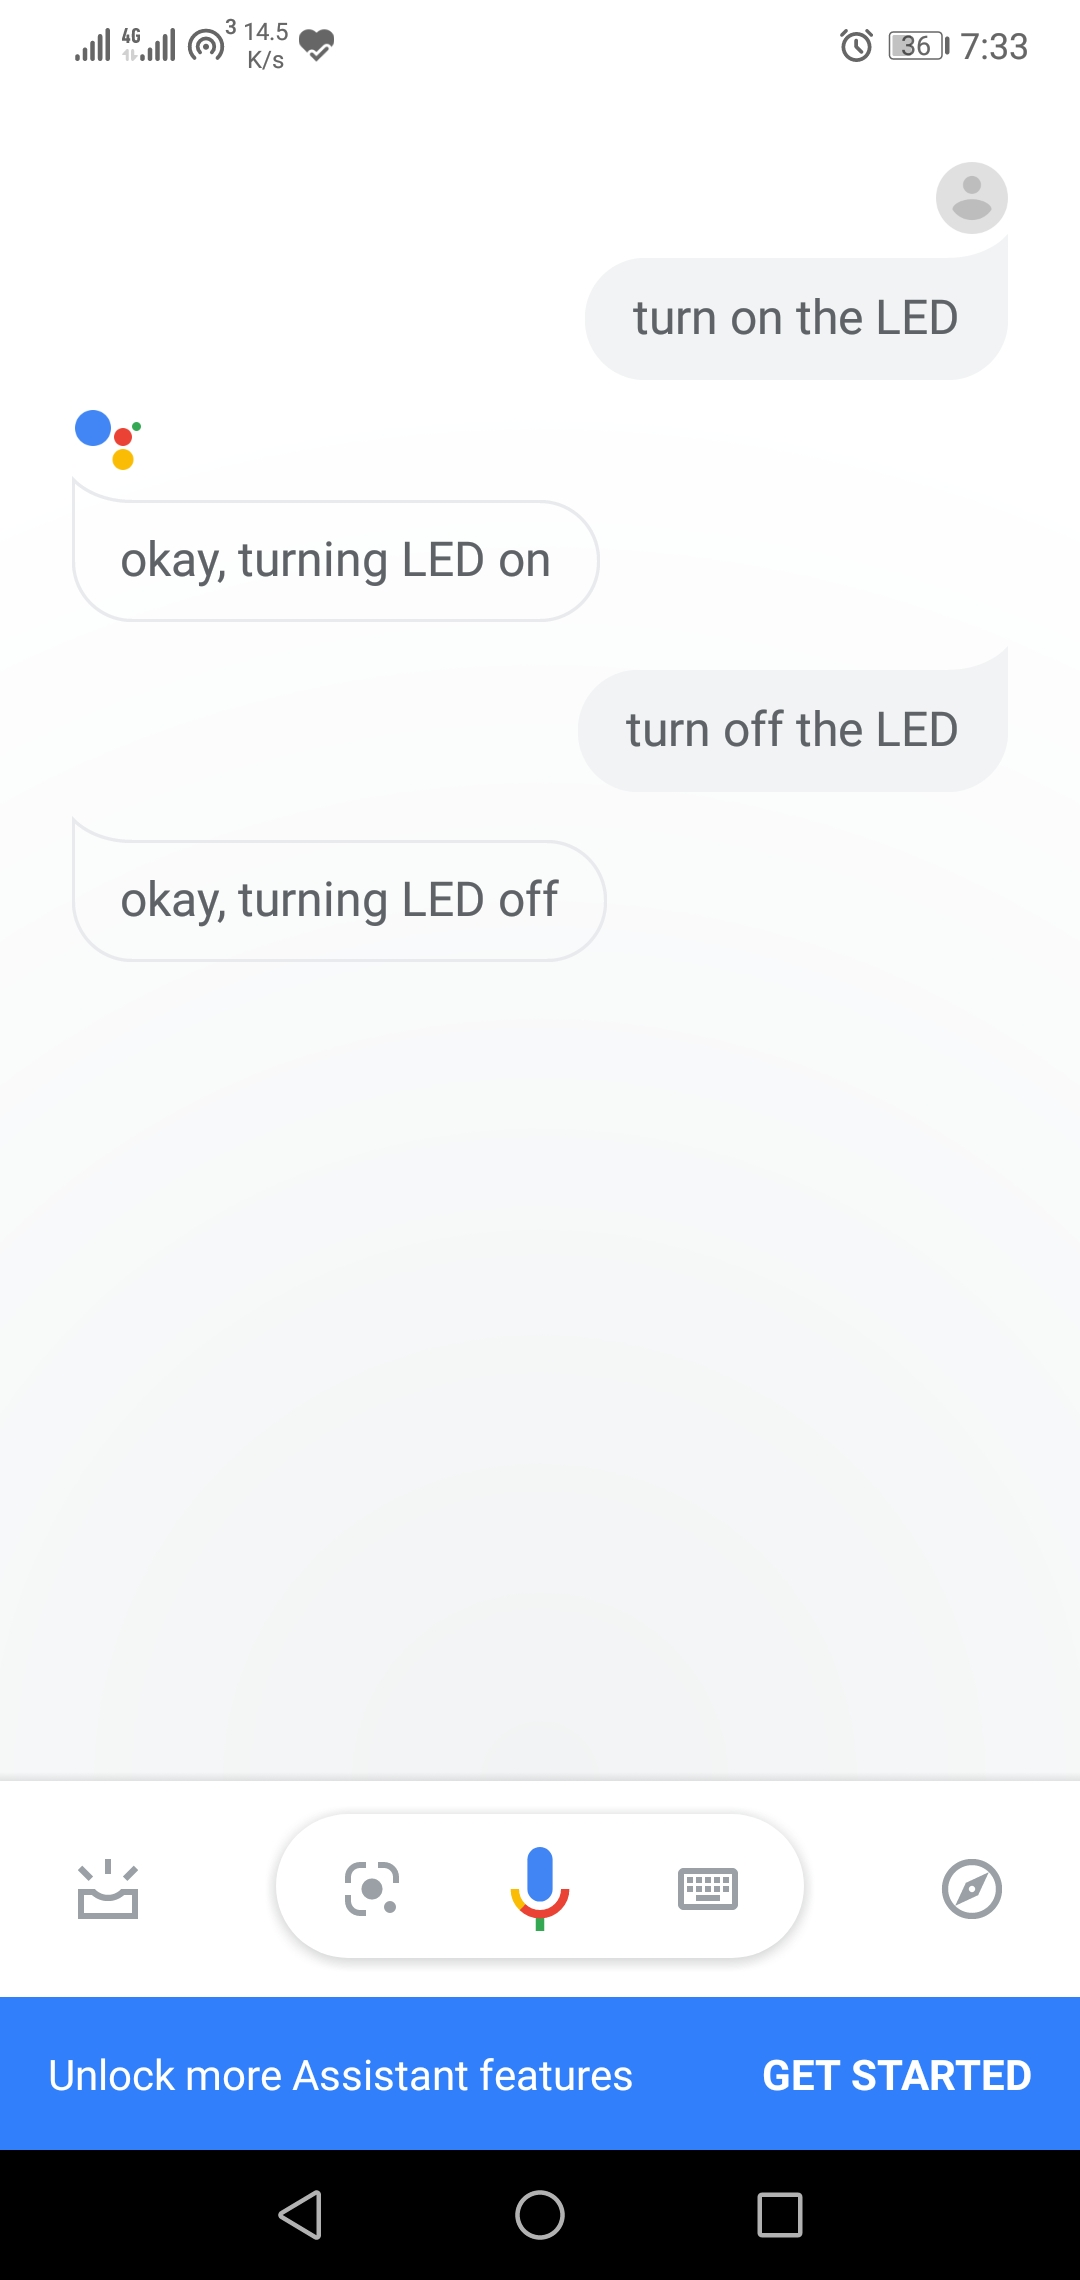 4G 3 14.5 36 7:33
K/s
turn on the LED
okay, turning LED on
turn off the LED
okay, turning LED off
Unlock more Assistant features GET STARTED